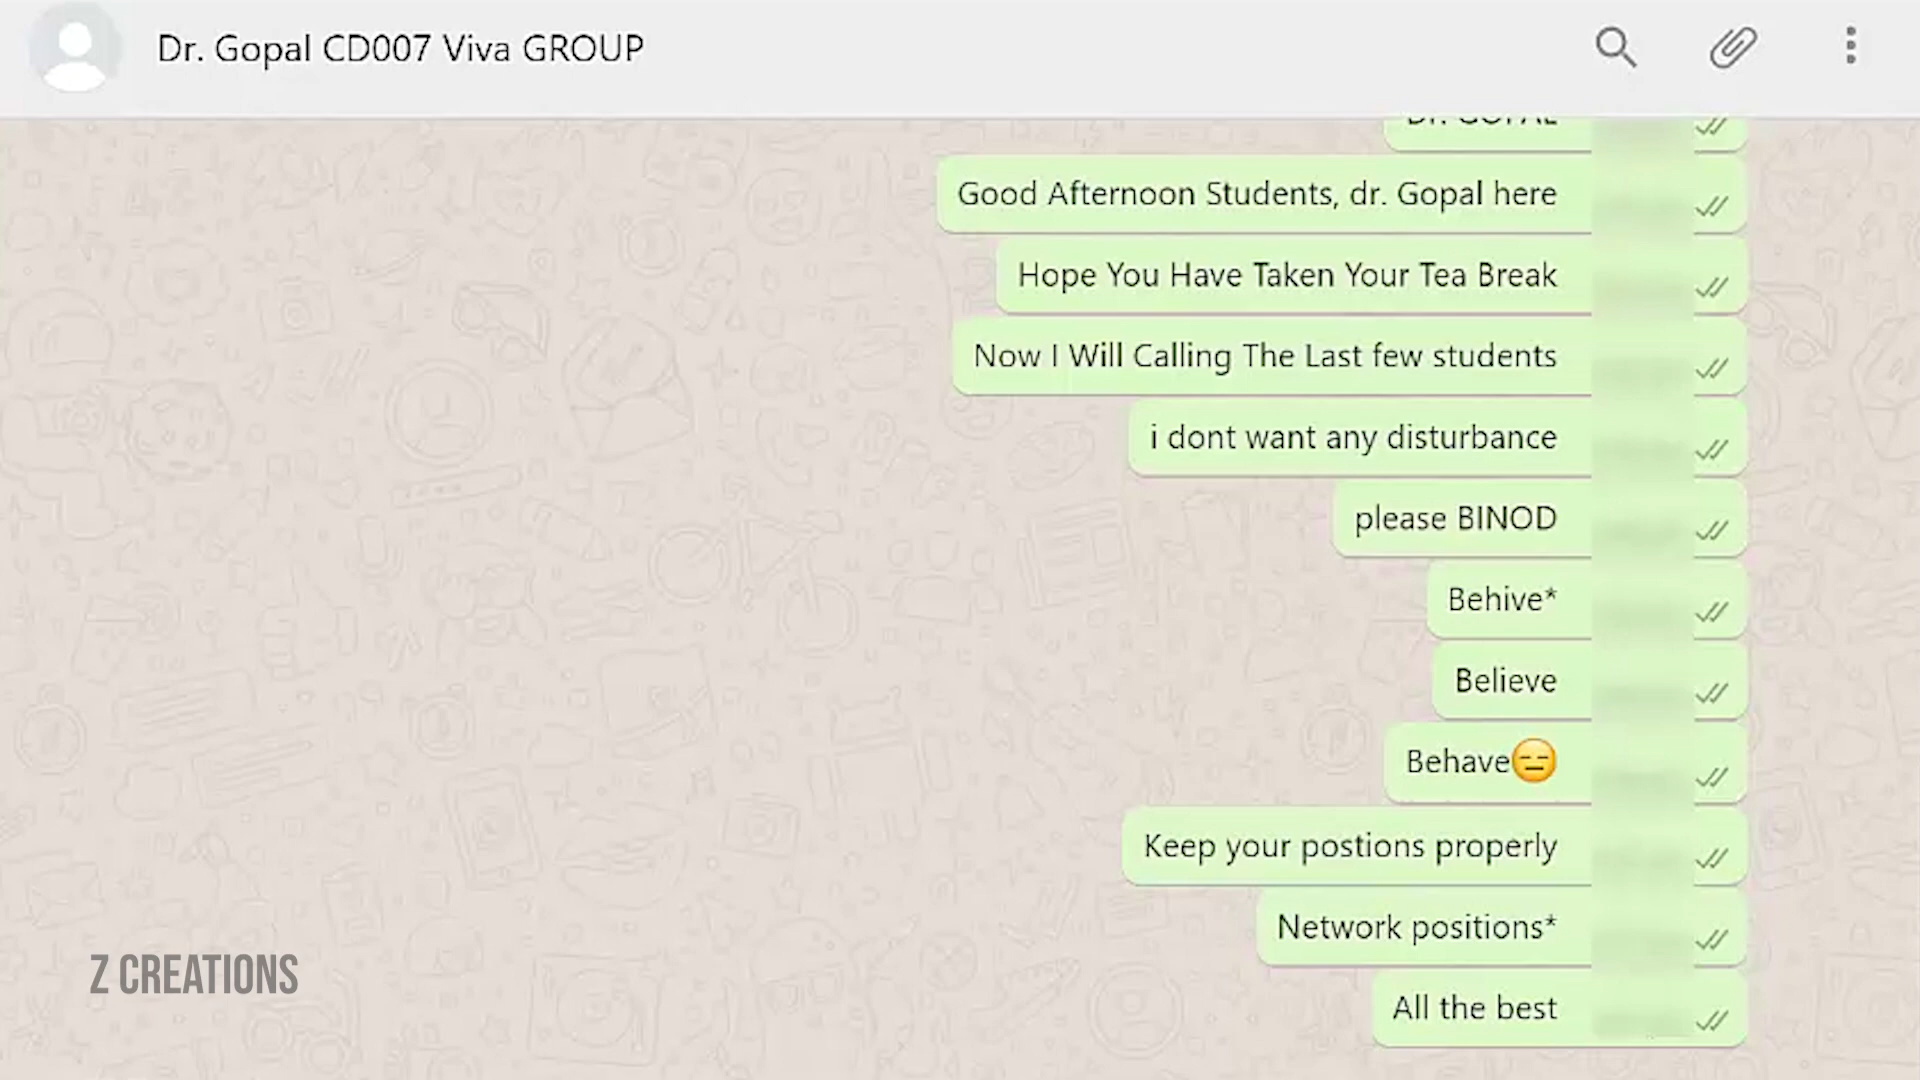 Dr. Gopal CD007 Viva GROUP
Dr. GOPAL
Good Afternoon Students, dr. Gopal here
Hope You Have Taken Your Tea Break
Now I Will Calling The Last few students
i dont want any disturbance
please BINOD
Behive*
Believe
Behave😑
Keep your postions properly
Network positions*
All the best
Z CREATIONS